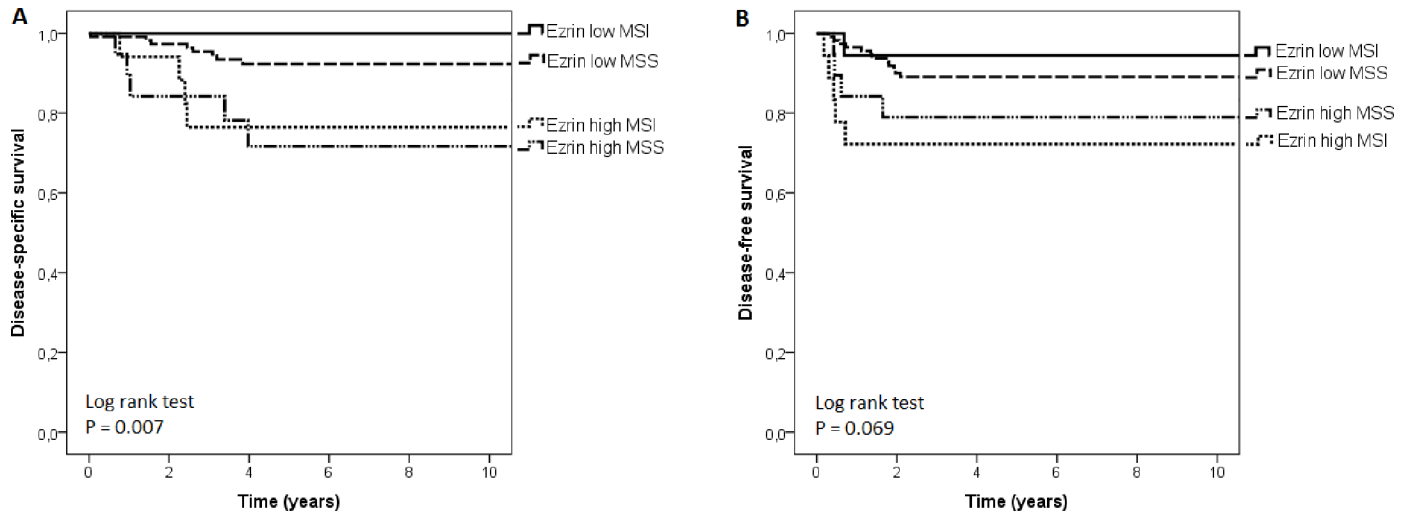 A
Disease-specific survival
1,0
0,8
0,6
0,4
0,2
0,0
Ezrin low MSI
Ezrin low MSS
Ezrin high MSI
Ezrin high MSS
Log rank test
P = 0.007
0 2 4 6 8 10
Time (years)
B
Disease-free survival
1,0
0,8
0,6
0,4
0,2
0,0
Ezrin low MSI
Ezrin low MSS
Ezrin high MSS
Ezrin high MSI
Log rank test
P = 0.069
0 2 4 6 8 10
Time (years)